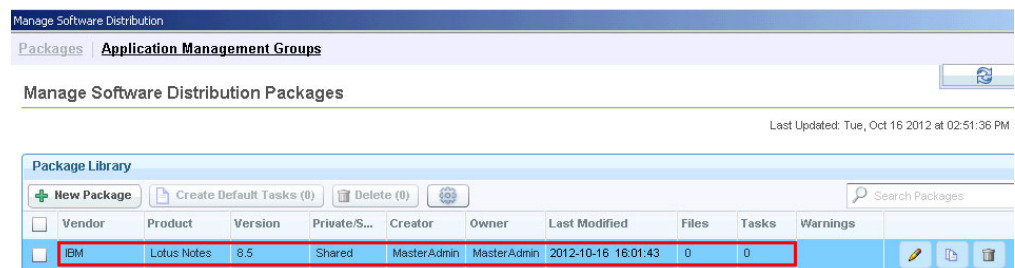 Manage Software Distribution
Packages | Application Management Groups
Manage Software Distribution Packages
Last Updated: Tue, Oct 16 2012 at 02:51:36 PM
Package Library
New Package Create Default Tasks (0) Delete (0) Search Packages
Vendor Product Version Private/S... Creator Owner Last Modified Files Tasks Warnings
IBM Lotus Notes 8.5 Shared MasterAdmin MasterAdmin 2012-10-16 16:01:43 0 0